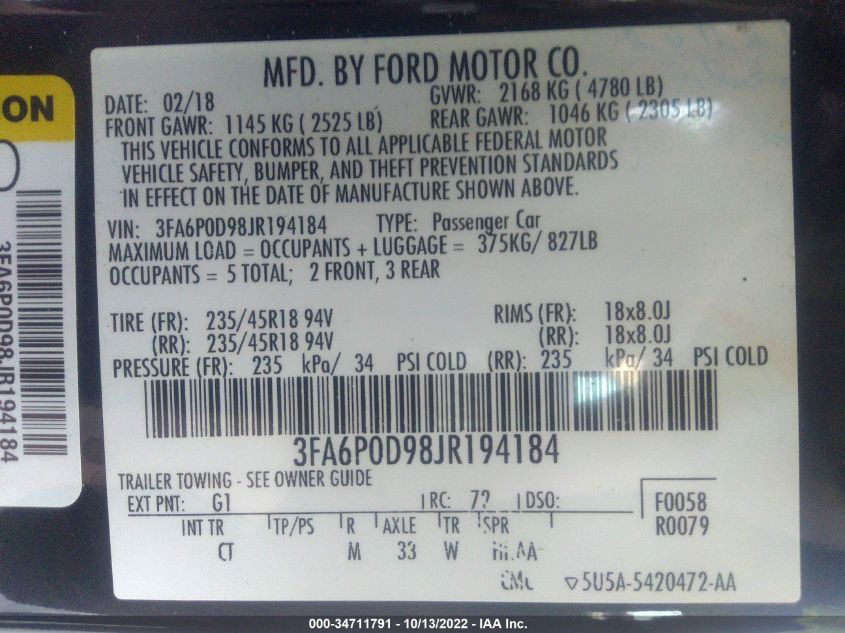 MFD. BY FORD MOTOR CO.
DATE: 02/18 GVWR: 2168 KG ( 4780 LB)
FRONT GAWR: 1145 KG ( 2525 LB) REAR GAWR: 1046 KG ( 2305 LB)
THIS VEHICLE CONFORMS TO ALL APPLICABLE FEDERAL MOTOR
VEHICLE SAFETY, BUMPER, AND THEFT PREVENTION STANDARDS
IN EFFECT ON THE DATE OF MANUFACTURE SHOWN ABOVE.
VIN: 3FA6P0D98JR194184 TYPE: Passenger Car
MAXIMUM LOAD = OCCUPANTS + LUGGAGE = 375KG/ 827LB
OCCUPANTS = 5 TOTAL; 2 FRONT, 3 REAR
TIRE (FR): 235/45R18 94V RIMS (FR): 18x8.0J
(RR): 235/45R18 94V (RR): 18x8.0J
PRESSURE (FR): 235 kPa/ 34 PSI COLD (RR): 235 kPa/ 34 PSI COLD
3FA6P0D98JR194184
TRAILER TOWING - SEE OWNER GUIDE
EXT PNT: G1 RC: 72 DSO: F0058
R0079
INT TR TP/PS R AXLE TR SPR
CT M 33 W
5U5A-5420472-AA
ON
3FA6P0D98JR194184
000-34711791 - 10/13/2022 - IAA Inc.